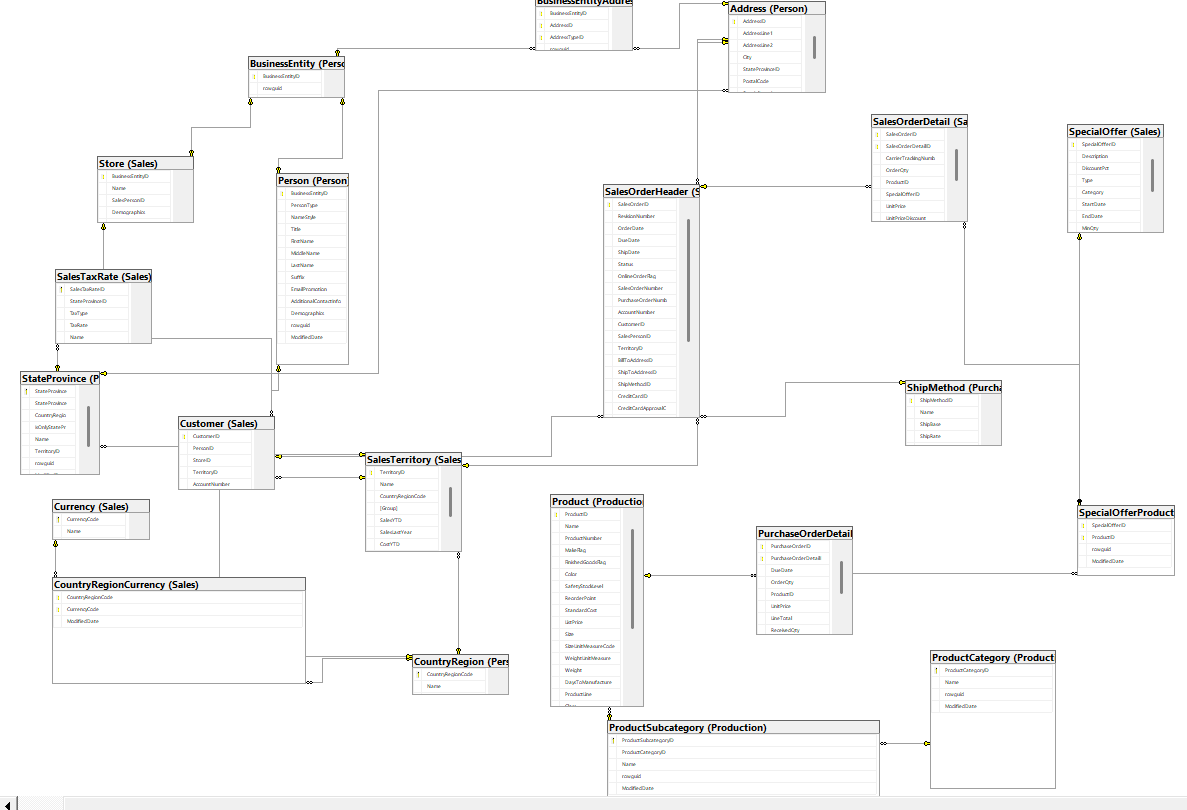 BusinessEntityAddres
BusinessEntityID
AddressID
AddressTypeID
rowguid
Address (Person)
AddressID
AddressLine1
AddressLine2
City
StateProvinceID
PostalCode
BusinessEntity (Perso
BusinessEntityID
rowguid
SalesOrderDetail (Sa
SalesOrderID
SalesOrderDetailID
CarrierTrackingNumb
OrderQty
ProductID
SpecialOfferID
UnitPrice
UnitPriceDiscount
SpecialOffer (Sales)
SpecialOfferID
Description
DiscountPct
Type
Category
StartDate
EndDate
MinQty
Store (Sales)
BusinessEntityID
Name
SalesPersonID
Demographics
Person (Person
BusinessEntityID
PersonType
NameStyle
Title
FirstName
MiddleName
LastName
Suffix
EmailPromotion
AdditionalContactInfo
Demographics
rowguid
ModifiedDate
SalesOrderHeader (S
SalesOrderID
RevisionNumber
OrderDate
DueDate
ShipDate
Status
OnlineOrderFlag
SalesOrderNumber
PurchaseOrderNumb
AccountNumber
CustomerID
SalesPersonID
TerritoryID
BillToAddressID
ShipToAddressID
ShipMethodID
CreditCardID
CreditCardApprovalC
SalesTaxRate (Sales)
SalesTaxRateID
StateProvinceID
TaxType
TaxRate
Name
StateProvince (P
StateProvince
StateProvince
CountryRegio
IsOnlyStatePr
Name
TerritoryID
rowguid
ShipMethod (Purcha
ShipMethodID
Name
ShipBase
ShipRate
Customer (Sales)
CustomerID
PersonID
StoreID
TerritoryID
AccountNumber
SalesTerritory (Sales
TerritoryID
Name
CountryRegionCode
[Group]
SalesYTD
SalesLastYear
CostYTD
Currency (Sales)
CurrencyCode
Name
Product (Productio
ProductID
Name
ProductNumber
MakeFlag
FinishedGoodsFlag
Color
SafetyStockLevel
ReorderPoint
StandardCost
ListPrice
Size
SizeUnitMeasureCode
WeightUnitMeasure
Weight
DaysToManufacture
ProductLine
Class
PurchaseOrderDetail
PurchaseOrderID
PurchaseOrderDetailI
DueDate
OrderQty
ProductID
UnitPrice
LineTotal
ReceivedQty
SpecialOfferProduct
SpecialOfferID
ProductID
rowguid
ModifiedDate
CountryRegionCurrency (Sales)
CountryRegionCode
CurrencyCode
ModifiedDate
CountryRegion (Pers
CountryRegionCode
Name
ProductCategory (Product
ProductCategoryID
Name
rowguid
ModifiedDate
ProductSubcategory (Production)
ProductSubcategoryID
ProductCategoryID
Name
rowguid
ModifiedDate